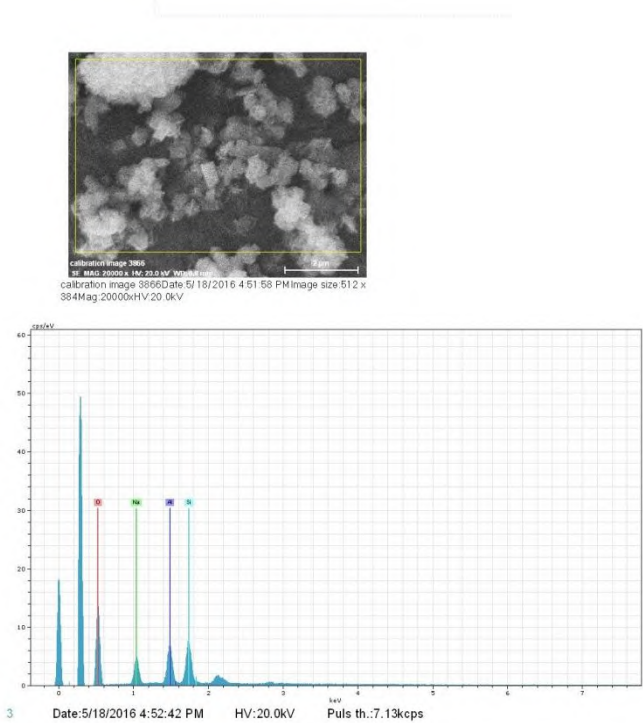 calibration image 3866
SE MAG: 20000 x HV: 20.0 kV
calibration image 3866Date:5/18/2016 4:51:58 PMImage size:512 x
384Mag:20000xHV:20.0kV
cps/eV
60
50
40
30
20
10
0
O Na Al Si
0 1 2 3 4 5 6 7
keV
3 Date:5/18/2016 4:52:42 PM HV:20.0kV Puls th.:7.13kcps